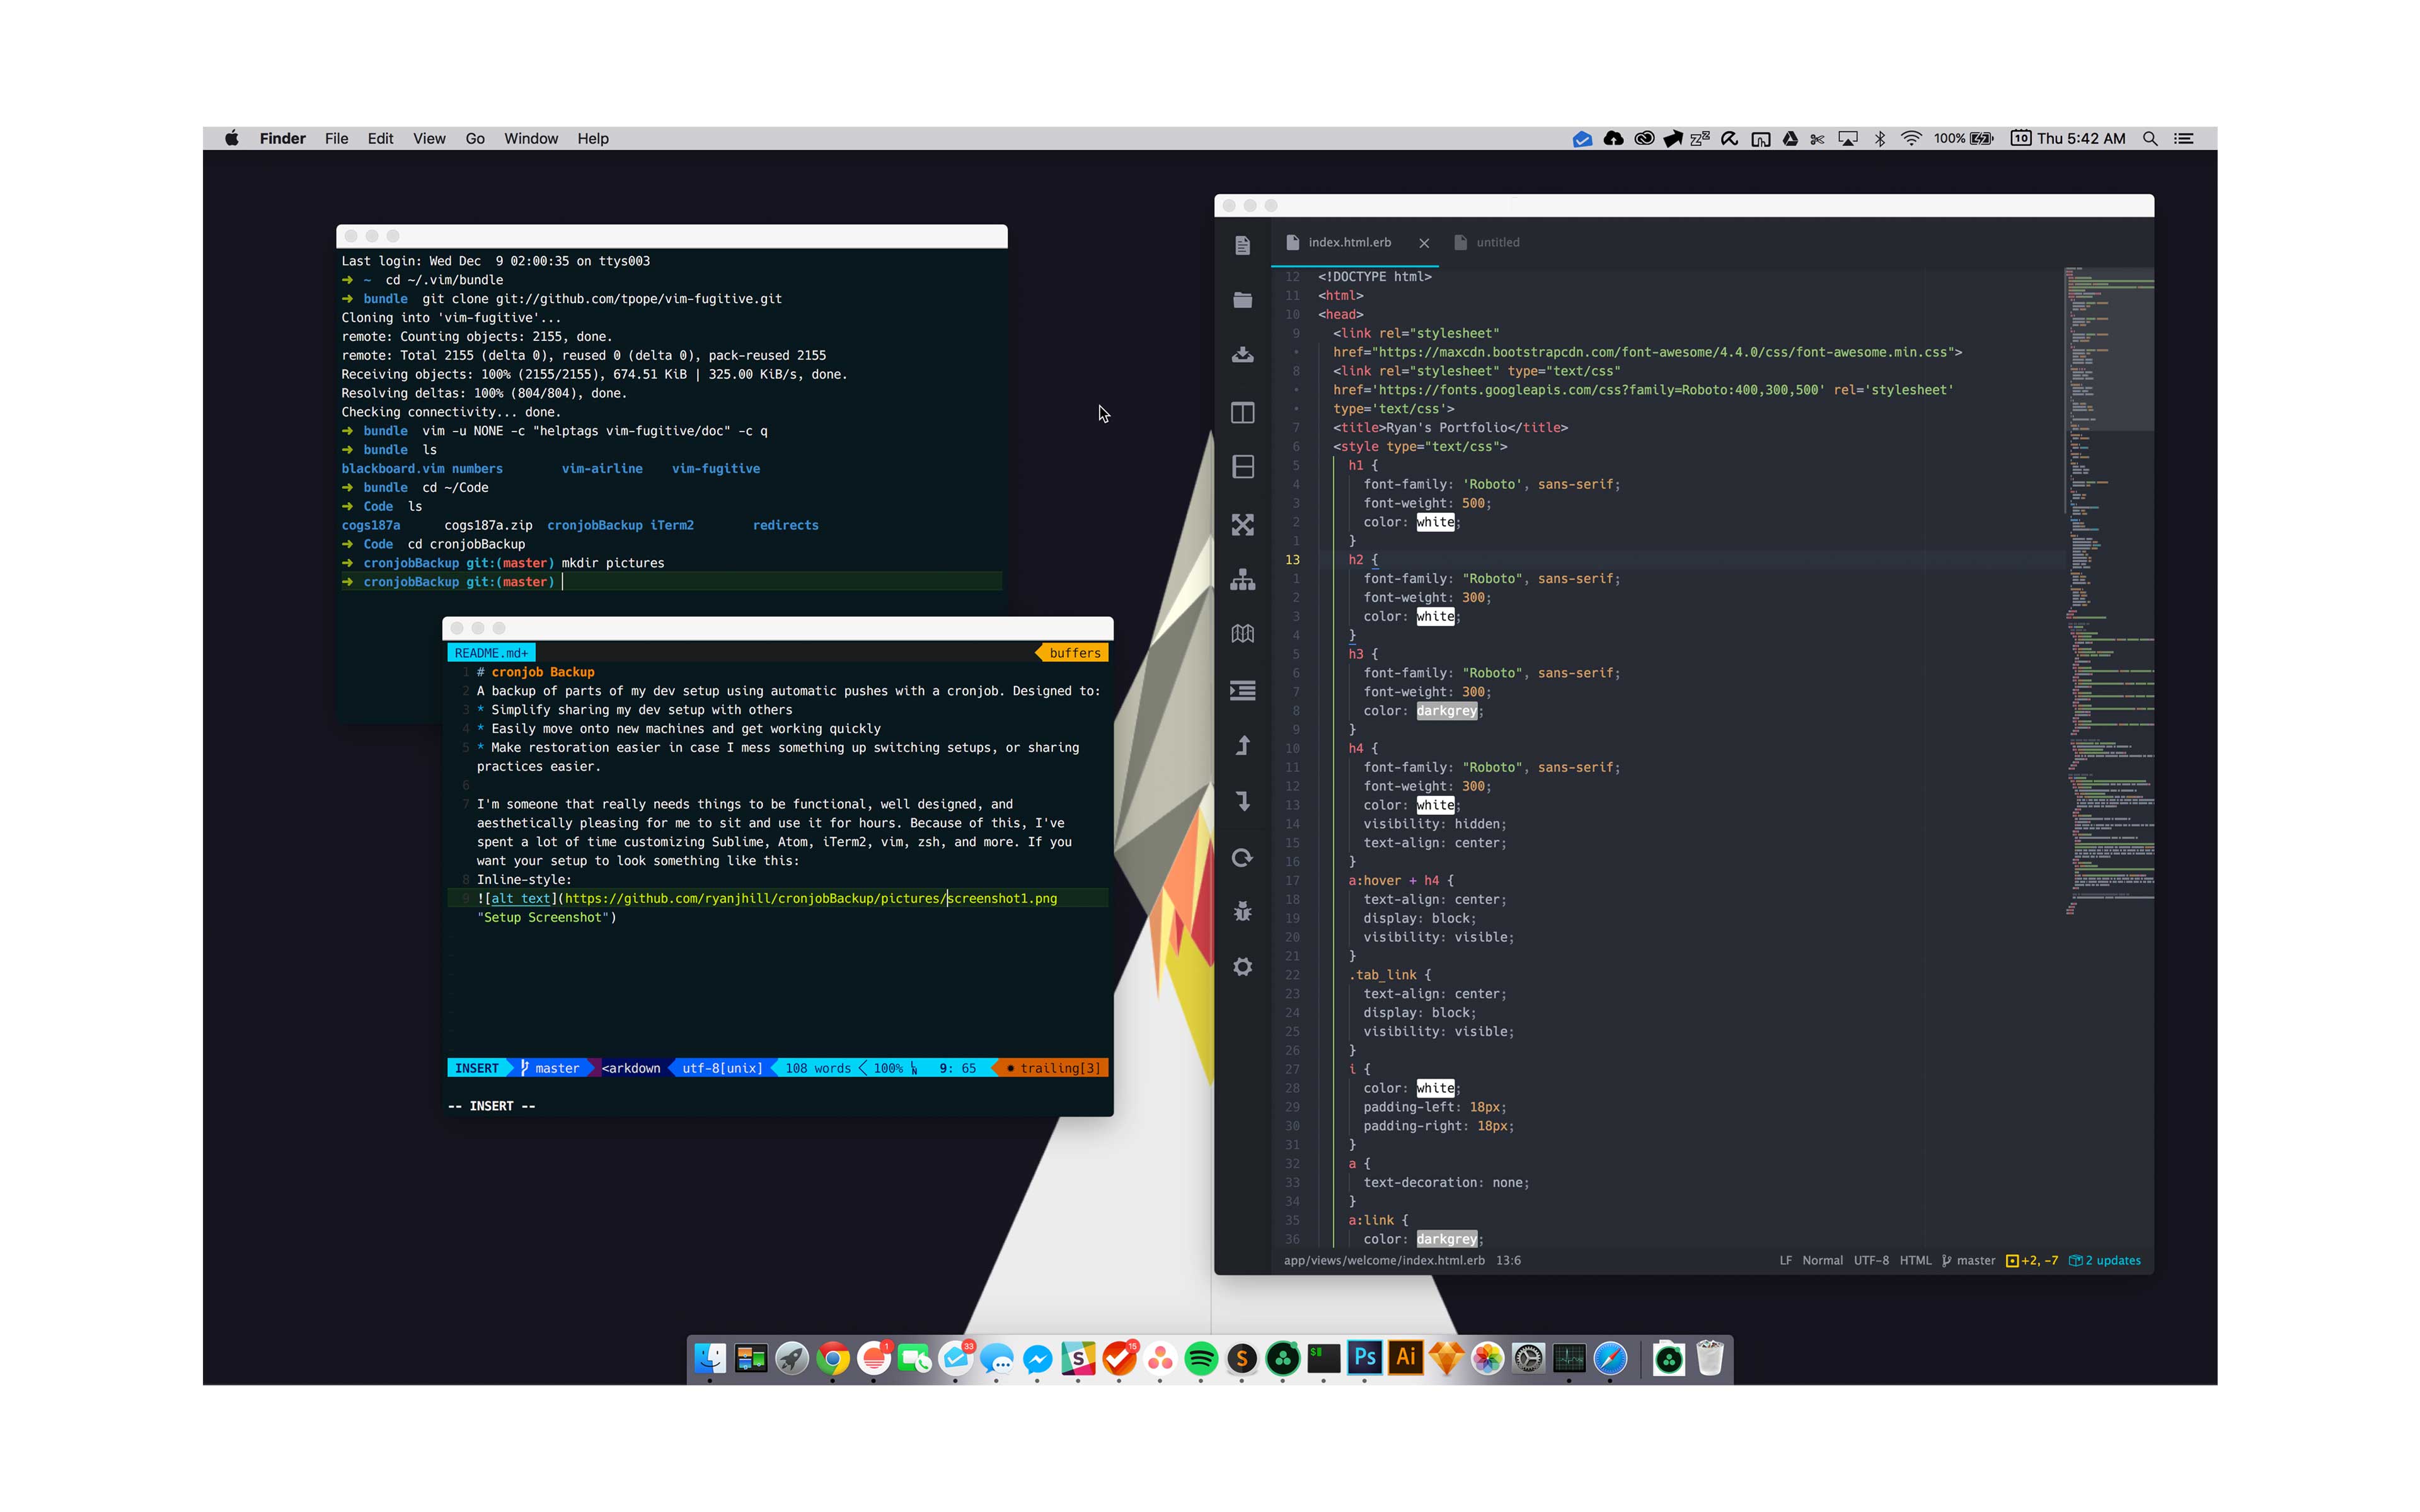 Finder File Edit View Go Window Help
100% 10 Thu 5:42 AM
Last login: Wed Dec  9 02:00:35 on ttys003
➜ ~ cd ~/.vim/bundle
➜ bundle git clone git://github.com/tpope/vim-fugitive.git
Cloning into 'vim-fugitive'...
remote: Counting objects: 2155, done.
remote: Total 2155 (delta 0), reused 0 (delta 0), pack-reused 2155
Receiving objects: 100% (2155/2155), 674.51 KiB | 325.00 KiB/s, done.
Resolving deltas: 100% (804/804), done.
Checking connectivity... done.
➜ bundle vim -u NONE -c "helptags vim-fugitive/doc" -c q
➜ bundle ls
blackboard.vim numbers vim-airline vim-fugitive
➜ bundle cd ~/Code
➜ Code ls
cogs187a cogs187a.zip cronjobBackup iTerm2 redirects
➜ Code cd cronjobBackup
➜ cronjobBackup git:(master) mkdir pictures
➜ cronjobBackup git:(master)
README.md+ buffers
1 # cronjob Backup
2 A backup of parts of my dev setup using automatic pushes with a cronjob. Designed to:
3 * Simplify sharing my dev setup with others
4 * Easily move onto new machines and get working quickly
5 * Make restoration easier in case I mess something up switching setups, or sharing
practices easier.
6
7 I'm someone that really needs things to be functional, well designed, and
aesthetically pleasing for me to sit and use it for hours. Because of this, I've
spent a lot of time customizing Sublime, Atom, iTerm2, vim, zsh, and more. If you
want your setup to look something like this:
8 Inline-style:
9 ![alt text](https://github.com/ryanjhill/cronjobBackup/pictures/screenshot1.png
"Setup Screenshot")
INSERT master <arkdown utf-8[unix] 108 words 100% 9: 65 trailing[3]
-- INSERT --
index.html.erb untitled
12 <!DOCTYPE html>
11 <html>
10 <head>
9 <link rel="stylesheet"
• href="https://maxcdn.bootstrapcdn.com/font-awesome/4.4.0/css/font-awesome.min.css">
8 <link rel="stylesheet" type="text/css"
• href='https://fonts.googleapis.com/css?family=Roboto:400,300,500' rel='stylesheet'
• type='text/css'>
7 <title>Ryan's Portfolio</title>
6 <style type="text/css">
5 h1 {
4 font-family: 'Roboto', sans-serif;
3 font-weight: 500;
2 color: white;
1 }
13 h2 {
1 font-family: "Roboto", sans-serif;
2 font-weight: 300;
3 color: white;
4 }
5 h3 {
6 font-family: "Roboto", sans-serif;
7 font-weight: 300;
8 color: darkgrey;
9 }
10 h4 {
11 font-family: "Roboto", sans-serif;
12 font-weight: 300;
13 color: white;
14 visibility: hidden;
15 text-align: center;
16 }
17 a:hover + h4 {
18 text-align: center;
19 display: block;
20 visibility: visible;
21 }
22 .tab_link {
23 text-align: center;
24 display: block;
25 visibility: visible;
26 }
27 i {
28 color: white;
29 padding-left: 18px;
30 padding-right: 18px;
31 }
32 a {
33 text-decoration: none;
34 }
35 a:link {
36 color: darkgrey;
app/views/welcome/index.html.erb 13:6 LF Normal UTF-8 HTML master +2, -7 2 updates
1 33 S 15 S $ Ps Ai